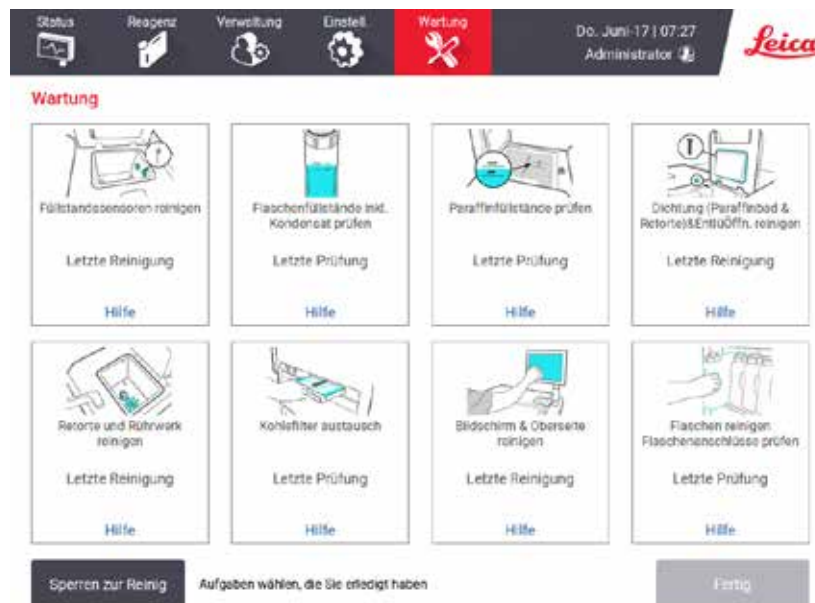 Status Reagenz Verwaltung Einstell. Wartung
Do. Juni-17 | 07:27
Administrator
Leica
Wartung
Füllstandssensoren reinigen
Letzte Reinigung
Hilfe
Flaschenfüllstände inkl.
Kondensat prüfen
Letzte Prüfung
Hilfe
Paraffinfüllstände prüfen
Letzte Prüfung
Hilfe
Dichtung (Paraffinbad &
Retorte)&EntlüÖffn. reinigen
Letzte Reinigung
Hilfe
Retorte und Rührwerk
reinigen
Letzte Reinigung
Hilfe
Kohlefilter austausch
Letzte Prüfung
Hilfe
Bildschirm & Oberseite
reinigen
Letzte Reinigung
Hilfe
Flaschen reinigen
Flaschenanschlüsse prüfen
Letzte Prüfung
Hilfe
Sperren zur Reinig
Aufgaben wählen, die Sie erledigt haben
Fertig